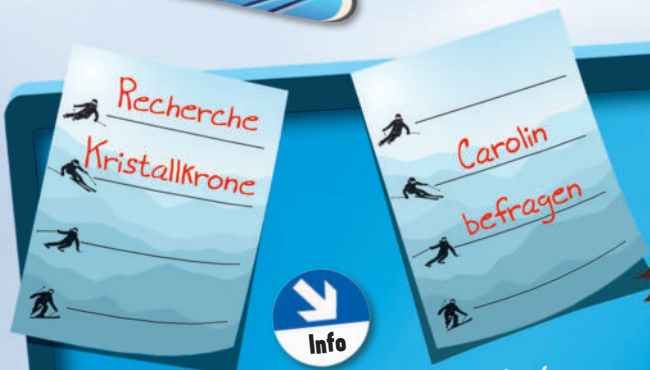 Recherche
Kristallkrone
Carolin
befragen
Info